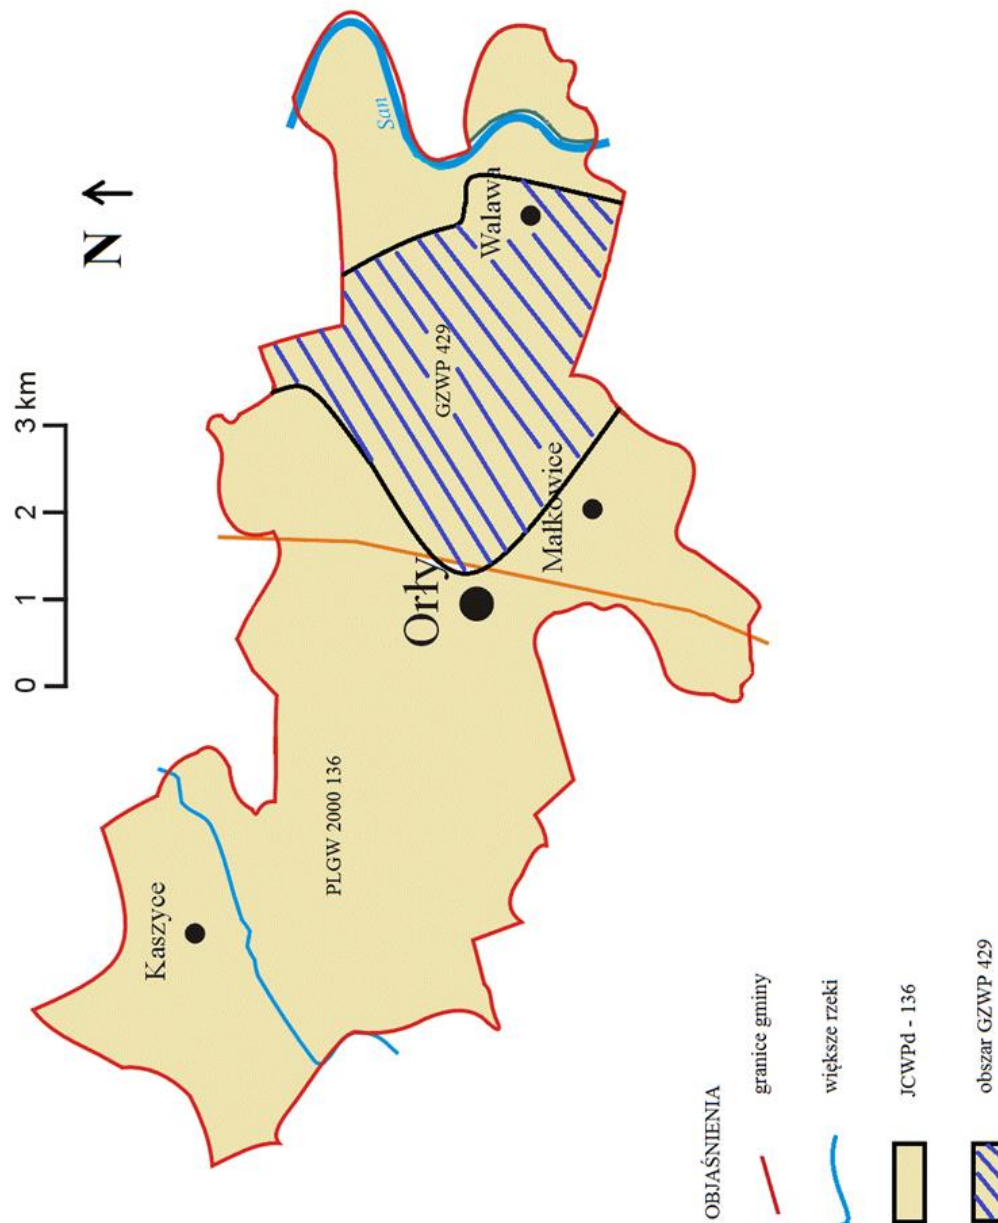 N
0 1 2 3 km
San
Walawa
GZWP 429
Małkowice
Orły
PLGW 2000 136
Kaszyce
OBJAŚNIENIA
granice gminy
większe rzeki
JCWPd - 136
obszar GZWP 429